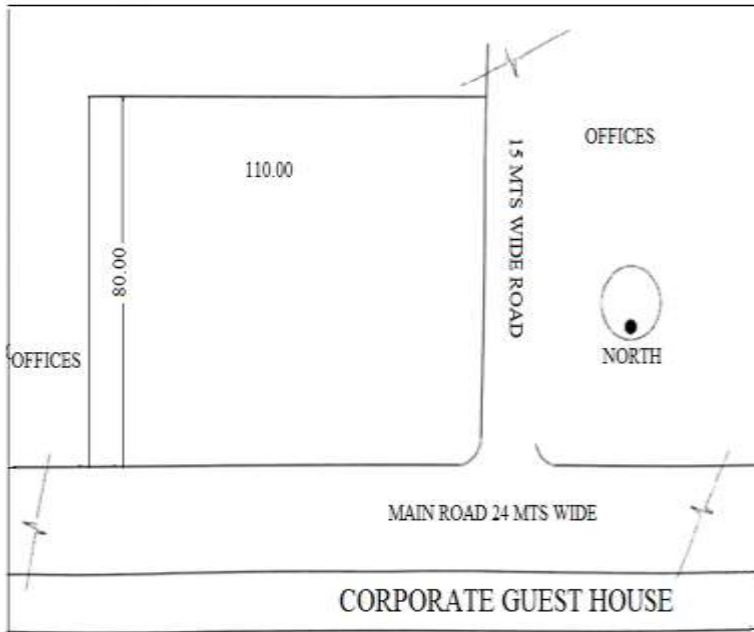 OFFICES
110.00
15 MTS WIDE ROAD
80.00
OFFICES
NORTH
MAIN ROAD 24 MTS WIDE
CORPORATE GUEST HOUSE